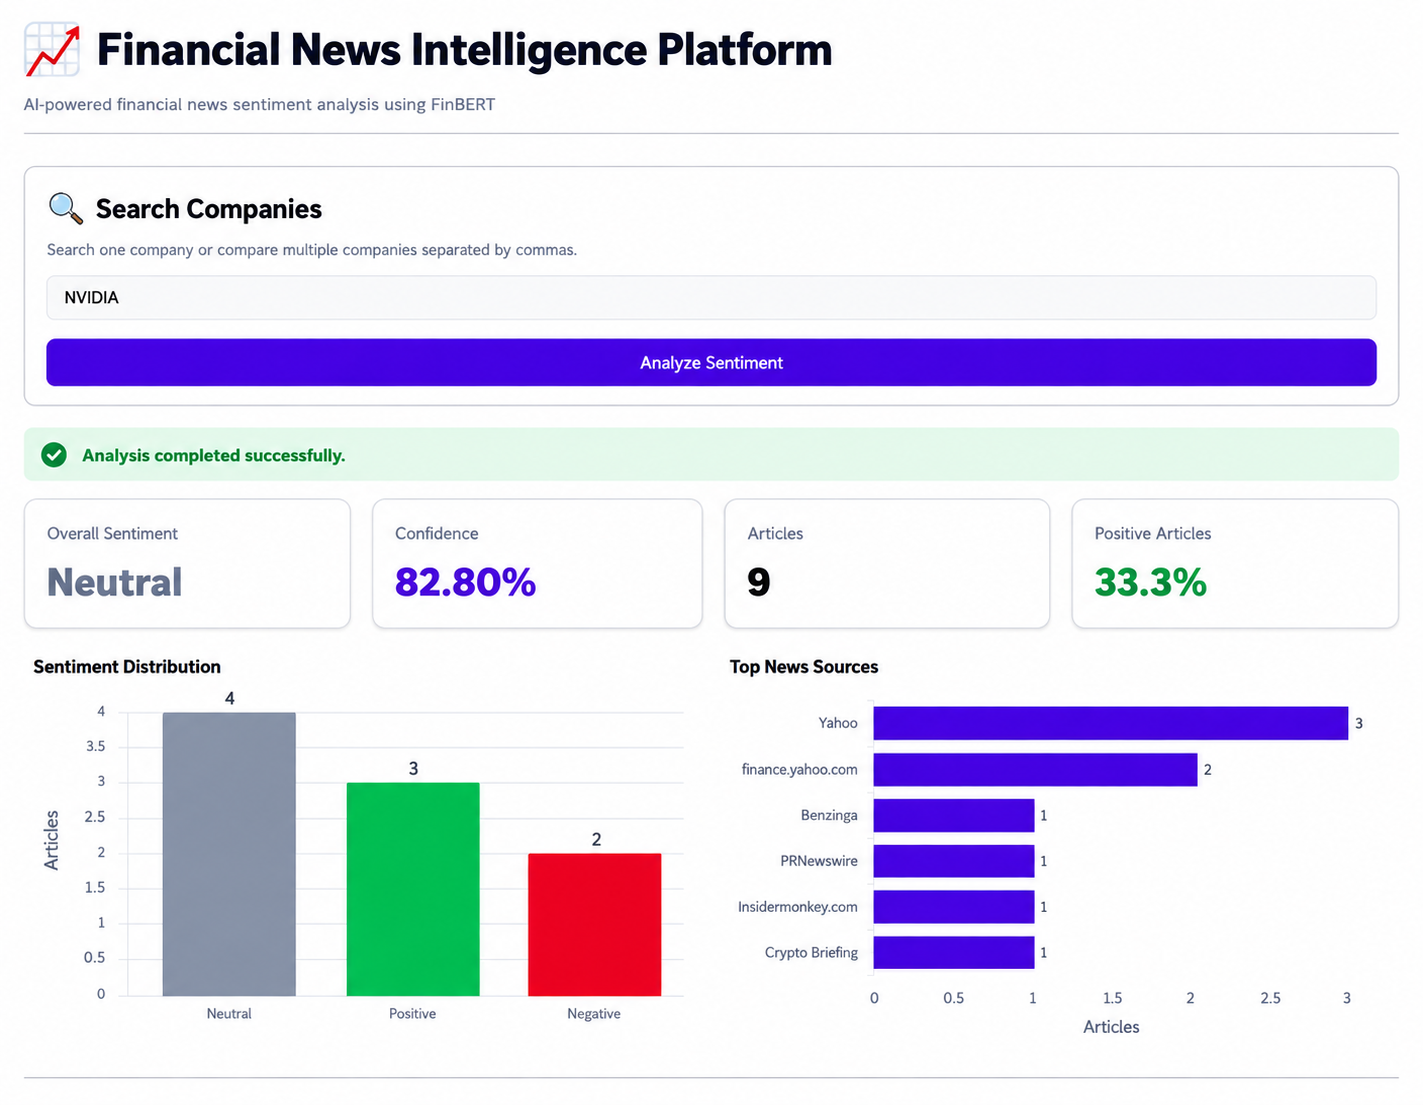 Financial News Intelligence Platform
AI-powered financial news sentiment analysis using FinBERT
Search Companies
Search one company or compare multiple companies separated by commas.
NVIDIA
Analyze Sentiment
Analysis completed successfully.
Overall Sentiment
Neutral
Confidence
82.80%
Articles
9
Positive Articles
33.3%
Sentiment Distribution
4
3
2
4
3.5
3
2.5
2
1.5
1
0.5
0
Articles
Neutral
Positive
Negative
Top News Sources
Yahoo 3
finance.yahoo.com 2
Benzinga 1
PRNewswire 1
Insidermonkey.com 1
Crypto Briefing 1
0 0.5 1 1.5 2 2.5 3
Articles